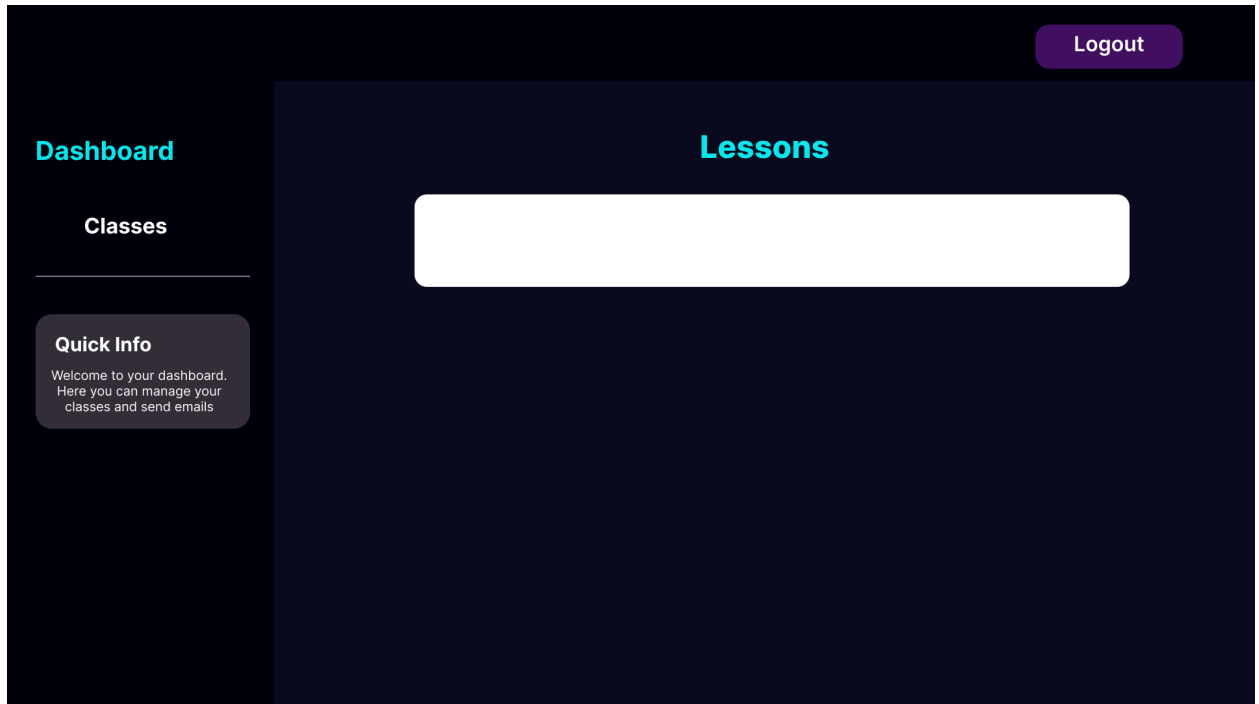 Logout
Dashboard
Lessons
Classes
Quick Info
Welcome to your dashboard.
Here you can manage your
classes and send emails